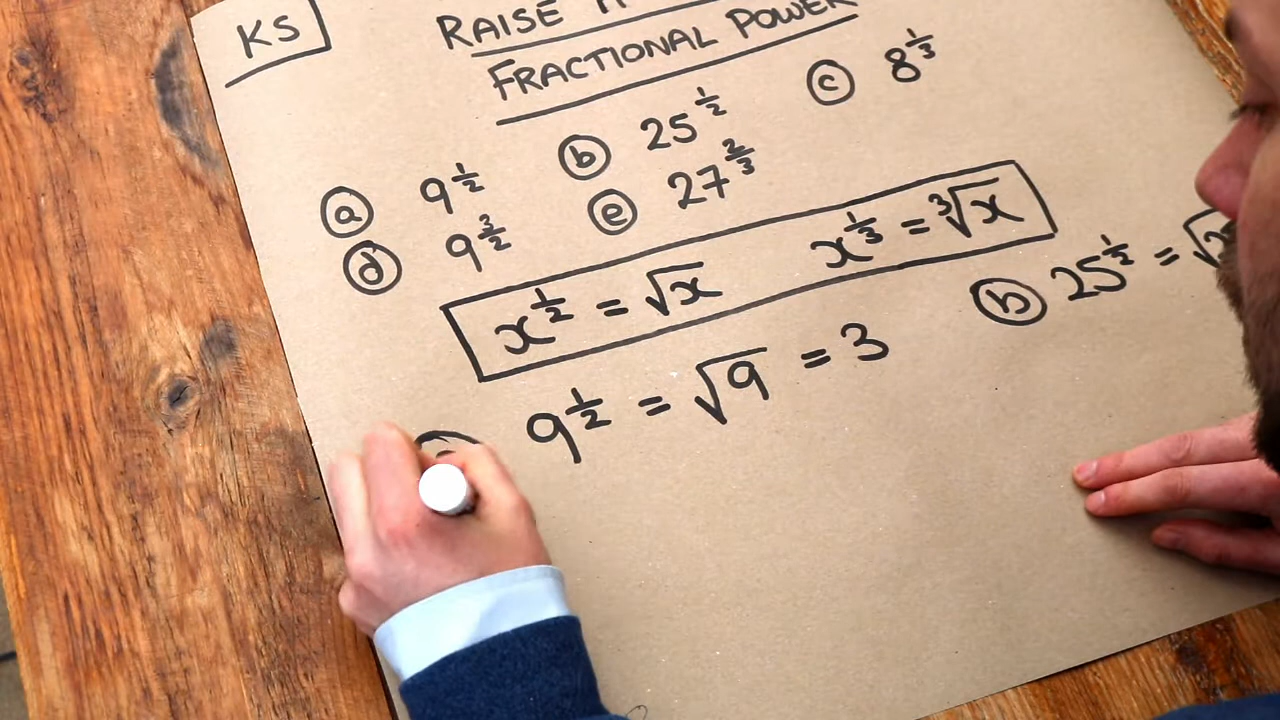 KS
RAISE
FRACTIONAL POWER
ⓐ 9^½ ⓑ 25^½ ⓒ 8^⅓
ⓓ 9^(3/2) ⓔ 27^⅔
x^½ = √x x^⅓ = ∛x
9^½ = √9 = 3 ⓑ 25^½ = √